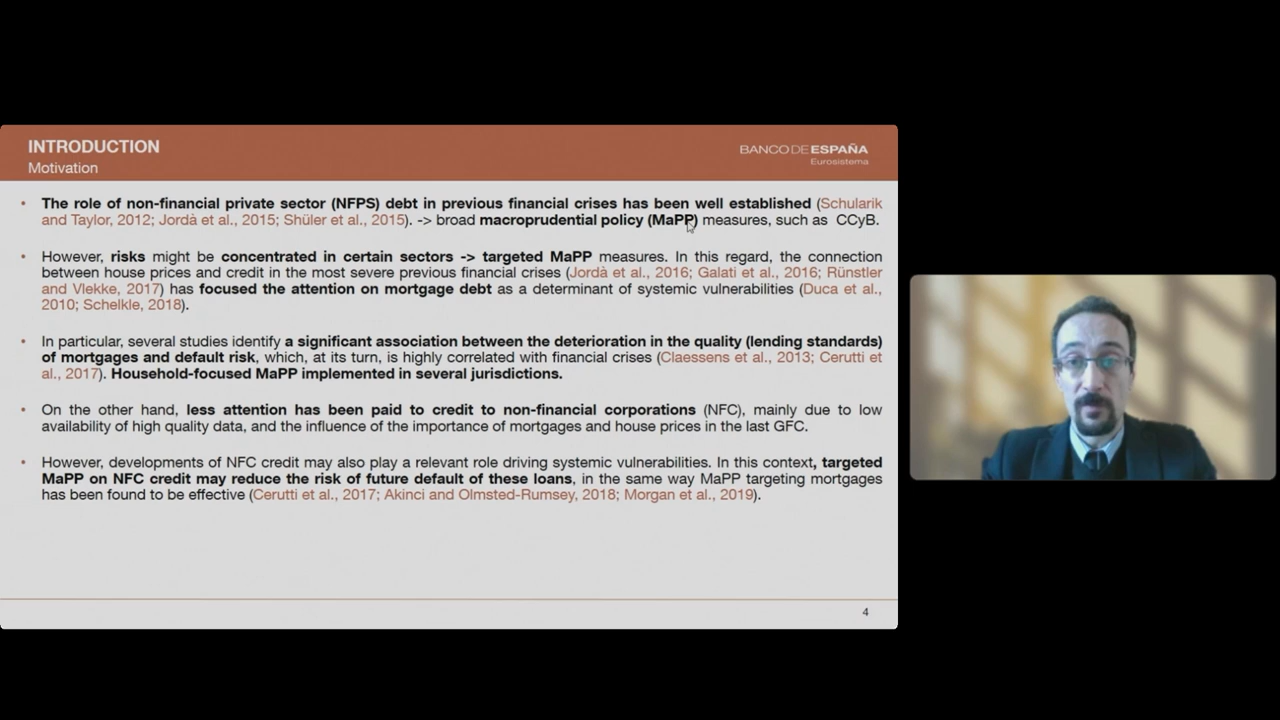 INTRODUCTION
Motivation
BANCO DE ESPAÑA
Eurosistema
• The role of non-financial private sector (NFPS) debt in previous financial crises has been well established (Schularik
and Taylor, 2012; Jordà et al., 2015; Shüler et al., 2015). -> broad macroprudential policy (MaPP) measures, such as CCyB.
• However, risks might be concentrated in certain sectors -> targeted MaPP measures. In this regard, the connection
between house prices and credit in the most severe previous financial crises (Jordà et al., 2016; Galati et al., 2016; Rünstler
and Vlekke, 2017) has focused the attention on mortgage debt as a determinant of systemic vulnerabilities (Duca et al.,
2010; Schelkle, 2018).
• In particular, several studies identify a significant association between the deterioration in the quality (lending standards)
of mortgages and default risk, which, at its turn, is highly correlated with financial crises (Claessens et al., 2013; Cerutti et
al., 2017). Household-focused MaPP implemented in several jurisdictions.
• On the other hand, less attention has been paid to credit to non-financial corporations (NFC), mainly due to low
availability of high quality data, and the influence of the importance of mortgages and house prices in the last GFC.
• However, developments of NFC credit may also play a relevant role driving systemic vulnerabilities. In this context, targeted
MaPP on NFC credit may reduce the risk of future default of these loans, in the same way MaPP targeting mortgages
has been found to be effective (Cerutti et al., 2017; Akinci and Olmsted-Rumsey, 2018; Morgan et al., 2019).
4